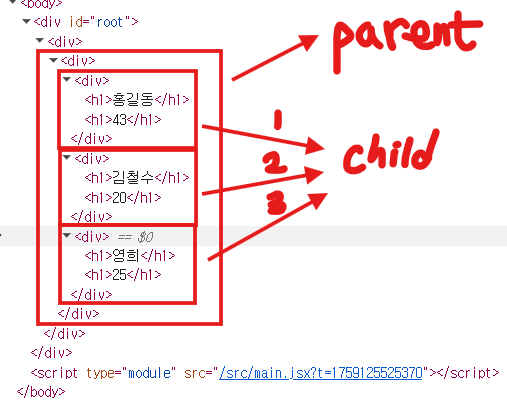 <body>
<div id="root">
<div>
<div>
<div>
<h1>홍길동</h1>
<h1>43</h1>
</div>
<div>
<h1>김철수</h1>
<h1>20</h1>
</div>
<div> == $0
<h1>영희</h1>
<h1>25</h1>
</div>
</div>
</div>
</div>
<script type="module" src="/src/main.jsx?t=1759125525370"></script>
</body>
parent
1
2
3
child